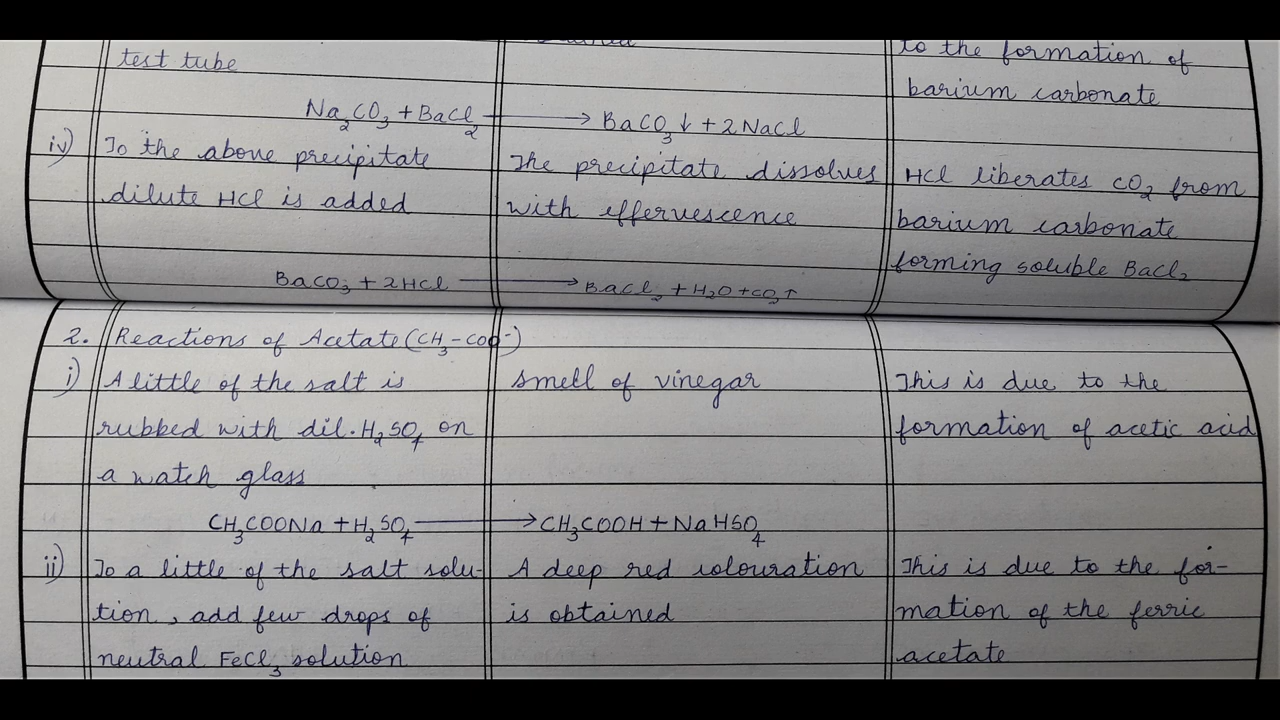 test tube
to the formation of
barium carbonate
Na₂CO₃ + BaCl₂ → BaCO₃↓ + 2NaCl
iv) To the above precipitate
dilute HCl is added
The precipitate dissolves
with effervescence
HCl liberates CO₂ from
barium carbonate
forming soluble BaCl₂
BaCO₃ + 2HCl → BaCl₂ + H₂O + CO₂↑
2. Reactions of Acetate (CH₃-COO⁻)
i) A little of the salt is
rubbed with dil. H₂SO₄ on
a watch glass
Smell of vinegar
This is due to the
formation of acetic acid
CH₃COONa + H₂SO₄ → CH₃COOH + NaHSO₄
ii) To a little of the salt solu-
tion, add few drops of
neutral FeCl₃ solution
A deep red colouration
is obtained
This is due to the for-
mation of the ferric
acetate